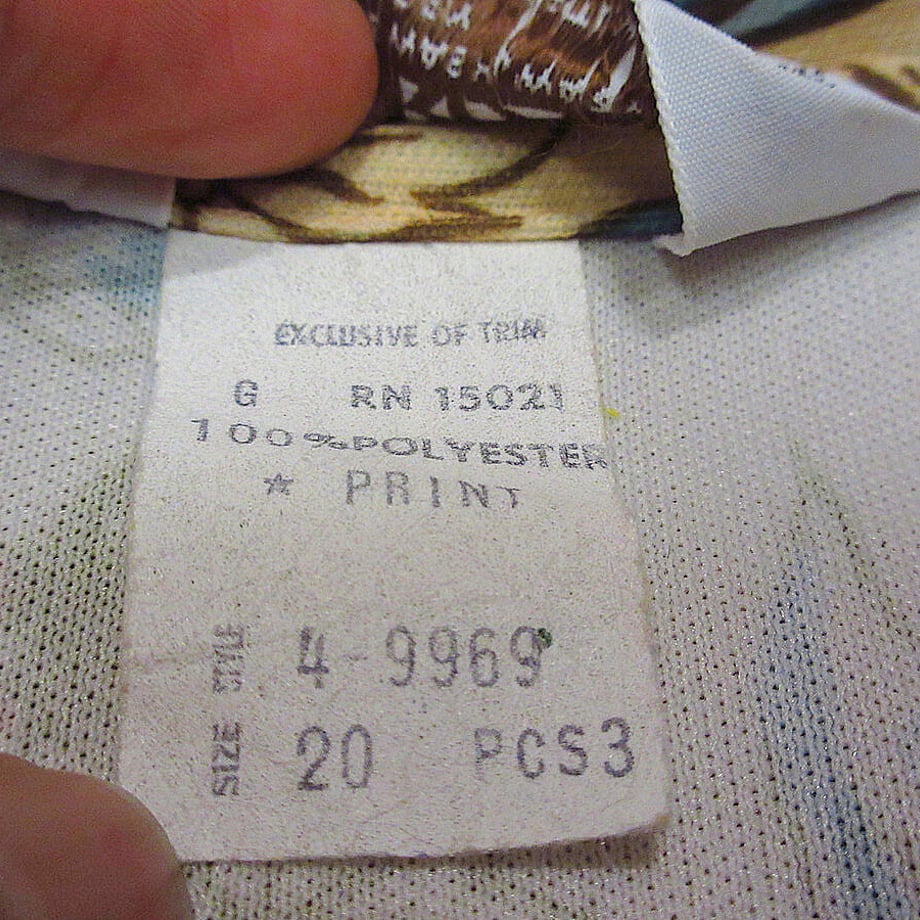 EXCLUSIVE OF TRIM
G RN 15021
100% POLYESTER
★ PRINT
STYLE 4-9969
SIZE 20 PCS3